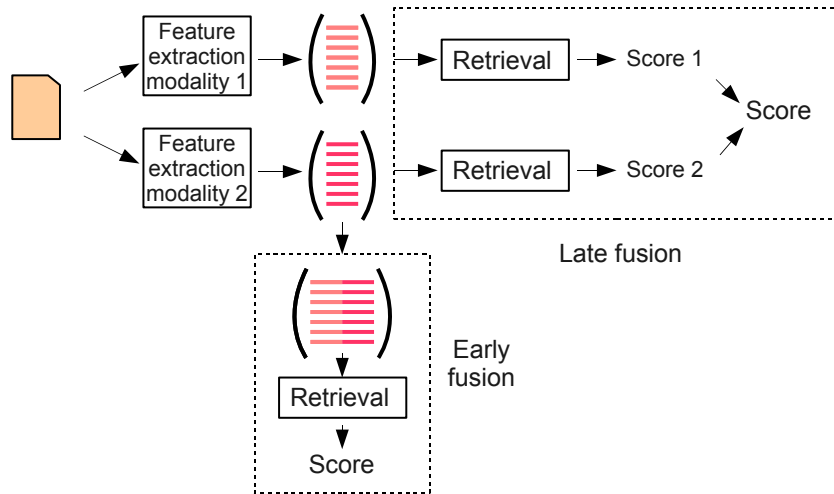 Feature
extraction
modality 1
Retrieval
Score 1
Score
Feature
extraction
modality 2
Retrieval
Score 2
Late fusion
Early
fusion
Retrieval
Score